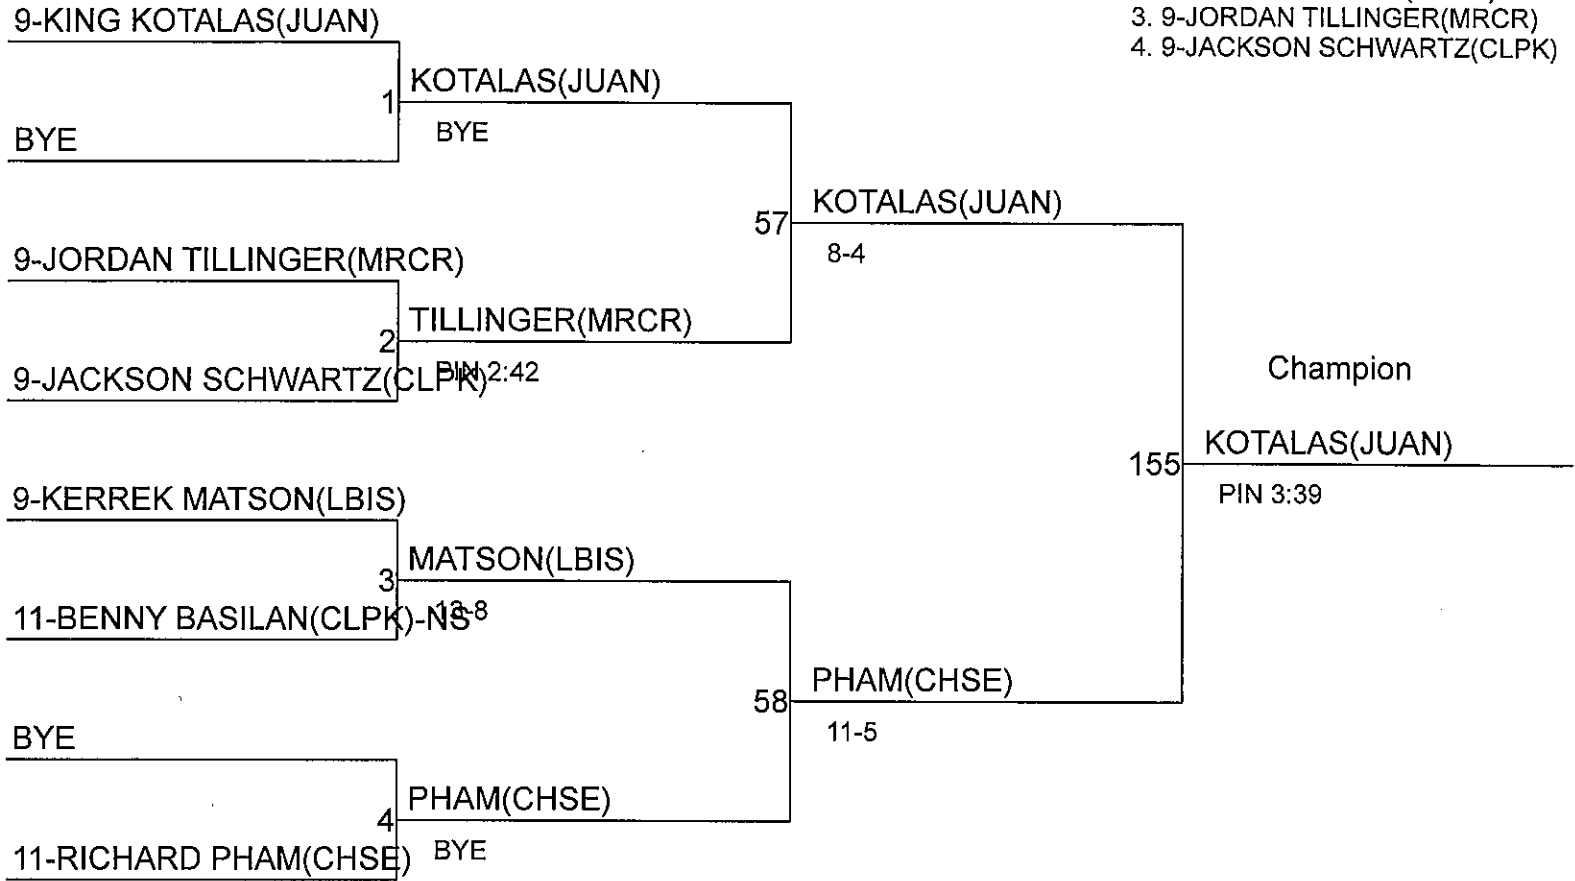 3. 9-JORDAN TILLINGER(MRCR)
4. 9-JACKSON SCHWARTZ(CLPK)
9-KING KOTALAS(JUAN)
1
KOTALAS(JUAN)
BYE
BYE
57
KOTALAS(JUAN)
8-4
9-JORDAN TILLINGER(MRCR)
2
TILLINGER(MRCR)
PIN 2:42
9-JACKSON SCHWARTZ(CLPK)
Champion
155
KOTALAS(JUAN)
PIN 3:39
9-KERREK MATSON(LBIS)
3
MATSON(LBIS)
13-8
11-BENNY BASILAN(CLPK)-NS
58
PHAM(CHSE)
11-5
BYE
4
PHAM(CHSE)
BYE
11-RICHARD PHAM(CHSE)